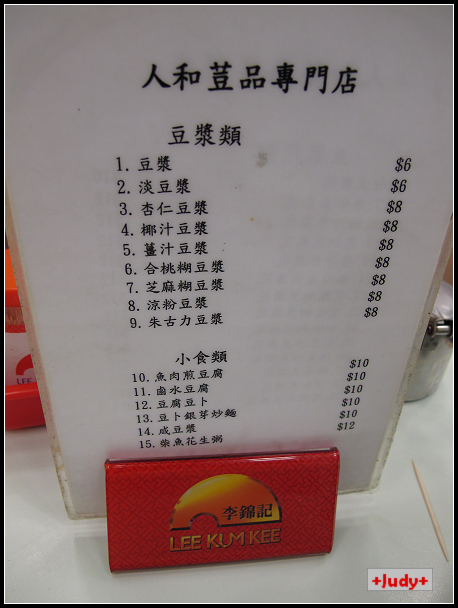 人和荳品專門店
豆漿類
1. 豆漿 $6
2. 淡豆漿 $6
3. 杏仁豆漿 $8
4. 椰汁豆漿 $8
5. 薑汁豆漿 $8
6. 合桃糊豆漿 $8
7. 芝麻糊豆漿 $8
8. 涼粉豆漿 $8
9. 朱古力豆漿 $8
小食類
10. 魚肉煎豆腐 $10
11. 鹵水豆腐 $10
12. 豆腐豆卜 $10
13. 豆卜銀芽炒麵 $10
14. 咸豆漿 $10
15. 柴魚花生粥 $12
李錦記
LEE KUM KEE
LEE
+Judy+